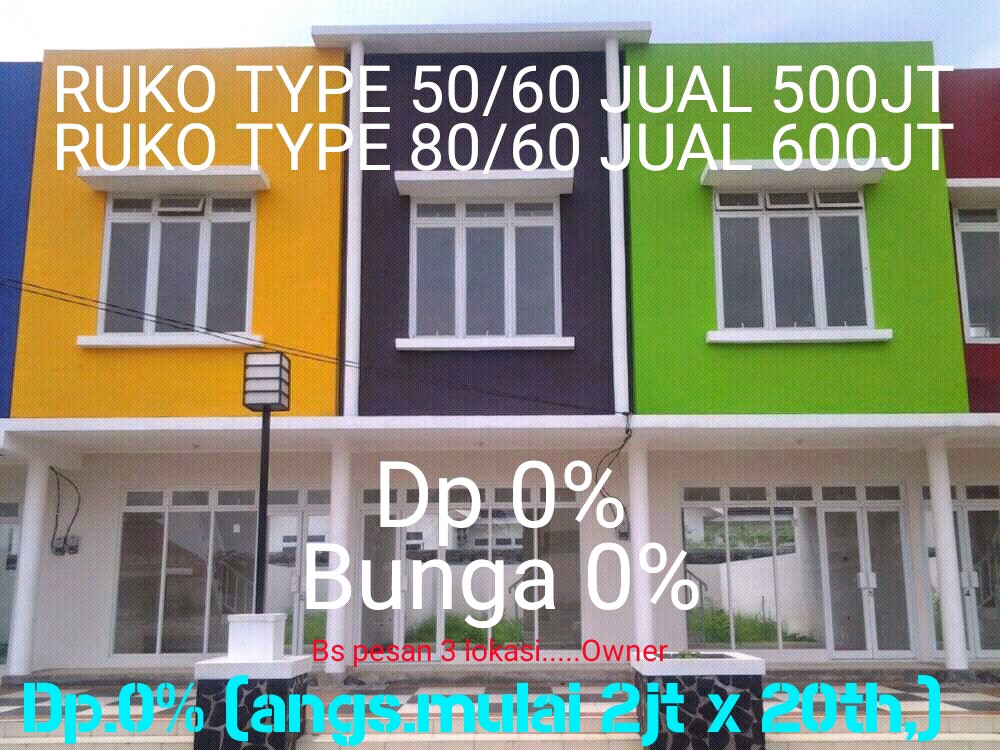 RUKO TYPE 50/60 JUAL 500JT
RUKO TYPE 80/60 JUAL 600JT
Dp 0%
Bunga 0%
Bs pesan 3 lokasi.....Owner
Dp.0% (angs.mulai 2jt x 20th,)